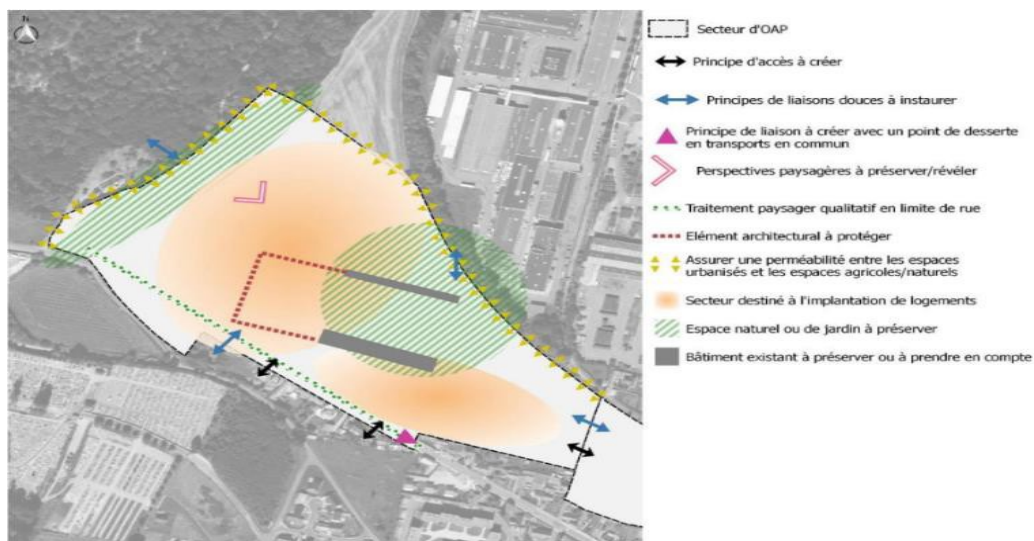 N
Secteur d'OAP
Principe d'accès à créer
Principes de liaisons douces à instaurer
Principe de liaison à créer avec un point de desserte
en transports en commun
Perspectives paysagères à préserver/révéler
Traitement paysager qualitatif en limite de rue
Elément architectural à protéger
Assurer une perméabilité entre les espaces
urbanisés et les espaces agricoles/naturels
Secteur destiné à l'implantation de logements
Espace naturel ou de jardin à préserver
Bâtiment existant à préserver ou à prendre en compte